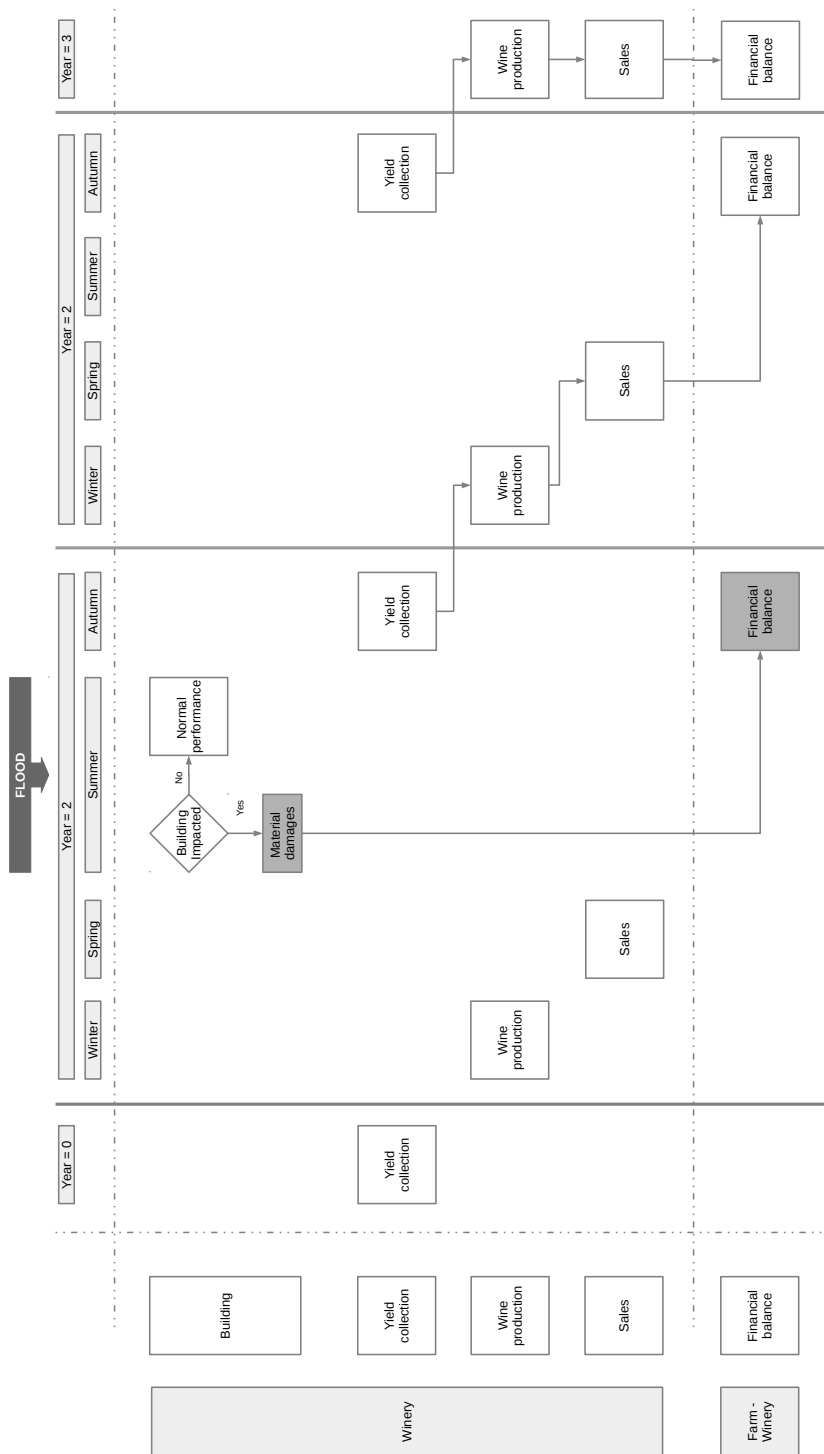 FLOOD
Year = 0
Year = 2
Year = 2
Year = 3
Winter
Spring
Summer
Autumn
Winter
Spring
Summer
Autumn
Winery
Building
Building
Impacted
No
Normal
performance
Yes
Material
damages
Yield
collection
Yield
collection
Yield
collection
Yield
collection
Wine
production
Wine
production
Wine
production
Wine
production
Sales
Sales
Sales
Sales
Farm -
Winery
Financial
balance
Financial
balance
Financial
balance
Financial
balance